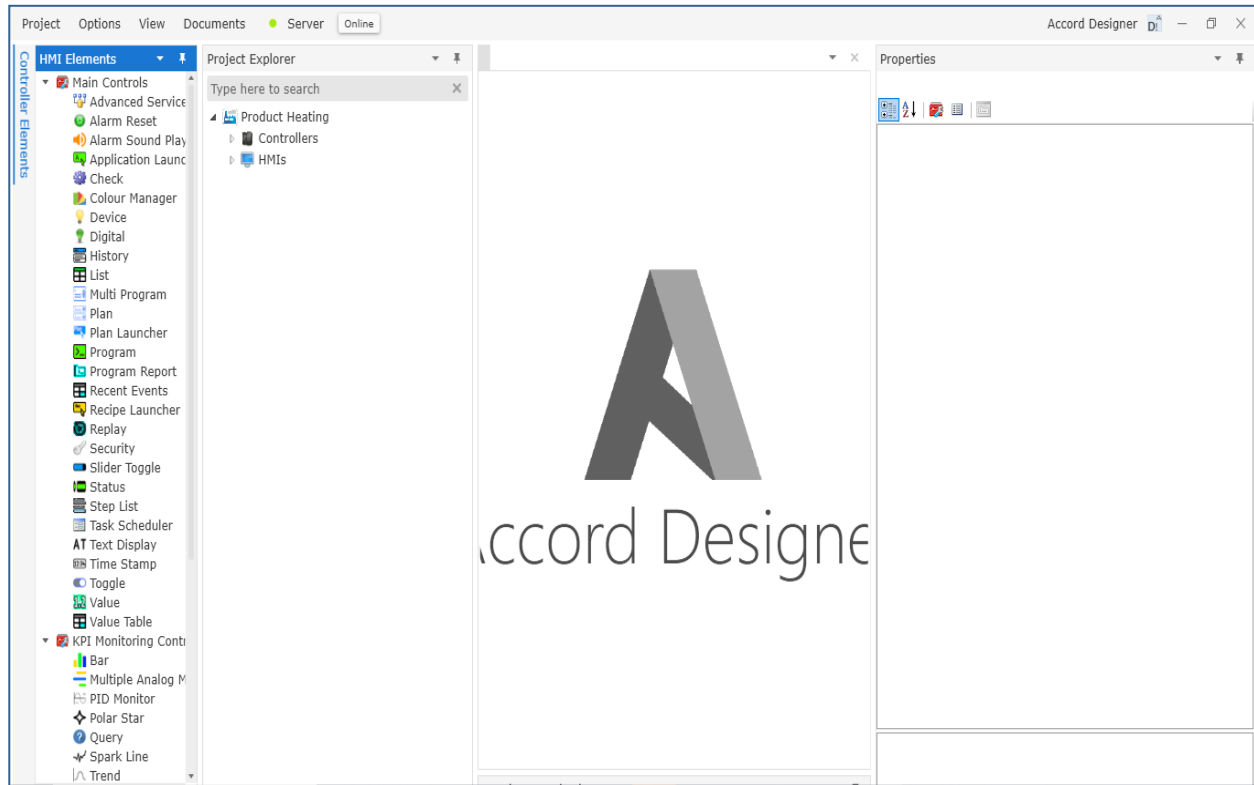 Project Options View Documents Server Online Accord Designer
Controller Elements
HMI Elements
Main Controls
Advanced Service
Alarm Reset
Alarm Sound Play
Application Launc
Check
Colour Manager
Device
Digital
History
List
Multi Program
Plan
Plan Launcher
Program
Program Report
Recent Events
Recipe Launcher
Replay
Security
Slider Toggle
Status
Step List
Task Scheduler
AT Text Display
Time Stamp
Toggle
Value
Value Table
KPI Monitoring Contr
Bar
Multiple Analog M
PID Monitor
Polar Star
Query
Spark Line
Trend
Project Explorer
Type here to search
Product Heating
Controllers
HMIs
Accord Designe
Properties